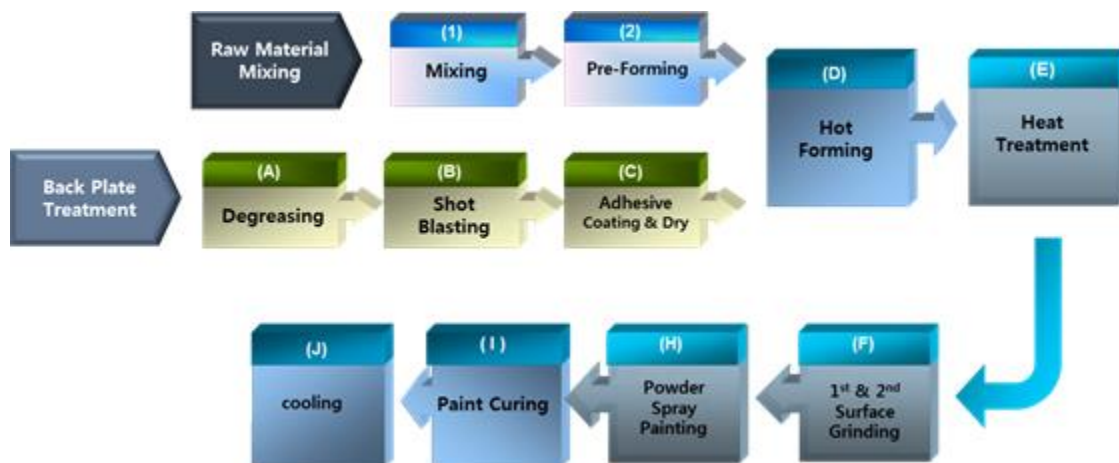 Raw Material
Mixing
(1)
Mixing
(2)
Pre-Forming
(D)
Hot
Forming
(E)
Heat
Treatment
Back Plate
Treatment
(A)
Degreasing
(B)
Shot
Blasting
(C)
Adhesive
Coating & Dry
(J)
cooling
(I)
Paint Curing
(H)
Powder
Spray
Painting
(F)
1st & 2nd
Surface
Grinding